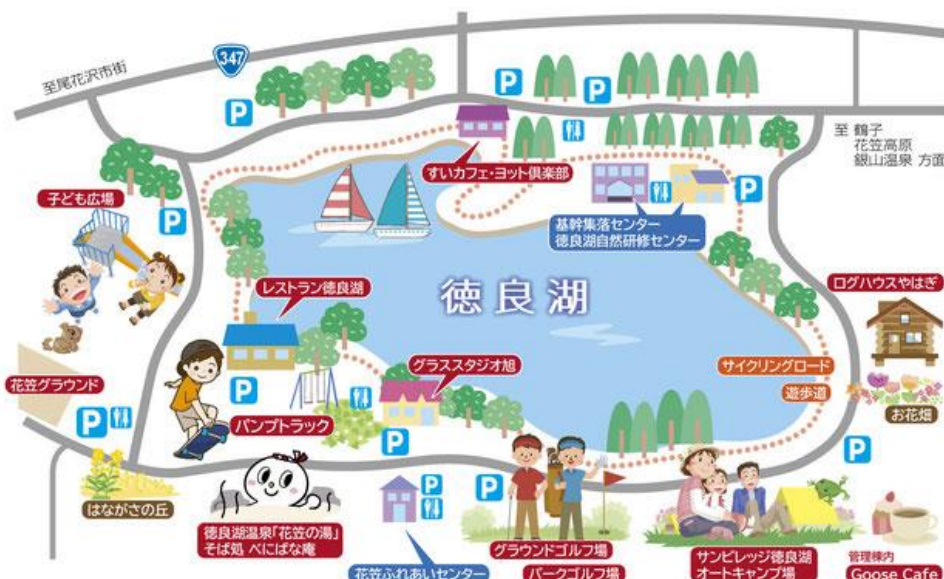 347
至尾花沢市街
P
P
P
至 鶴子
花笠高原
銀山温泉 方面
すいカフェ・ヨット倶楽部
子ども広場
P
P
基幹集落センター
徳良湖自然研修センター
徳良湖
レストラン徳良湖
ログハウスやはぎ
グラススタジオ旭
サイクリングロード
遊歩道
花笠グラウンド
P
お花畑
P
パンプトラック
P
P
はながさの丘
徳良湖温泉「花笠の湯」
そば処 べにばな庵
P
P
花笠ふれあいセンター
グラウンドゴルフ場
パークゴルフ場
サンビレッジ徳良湖
オートキャンプ場
管理棟内
Goose Cafe